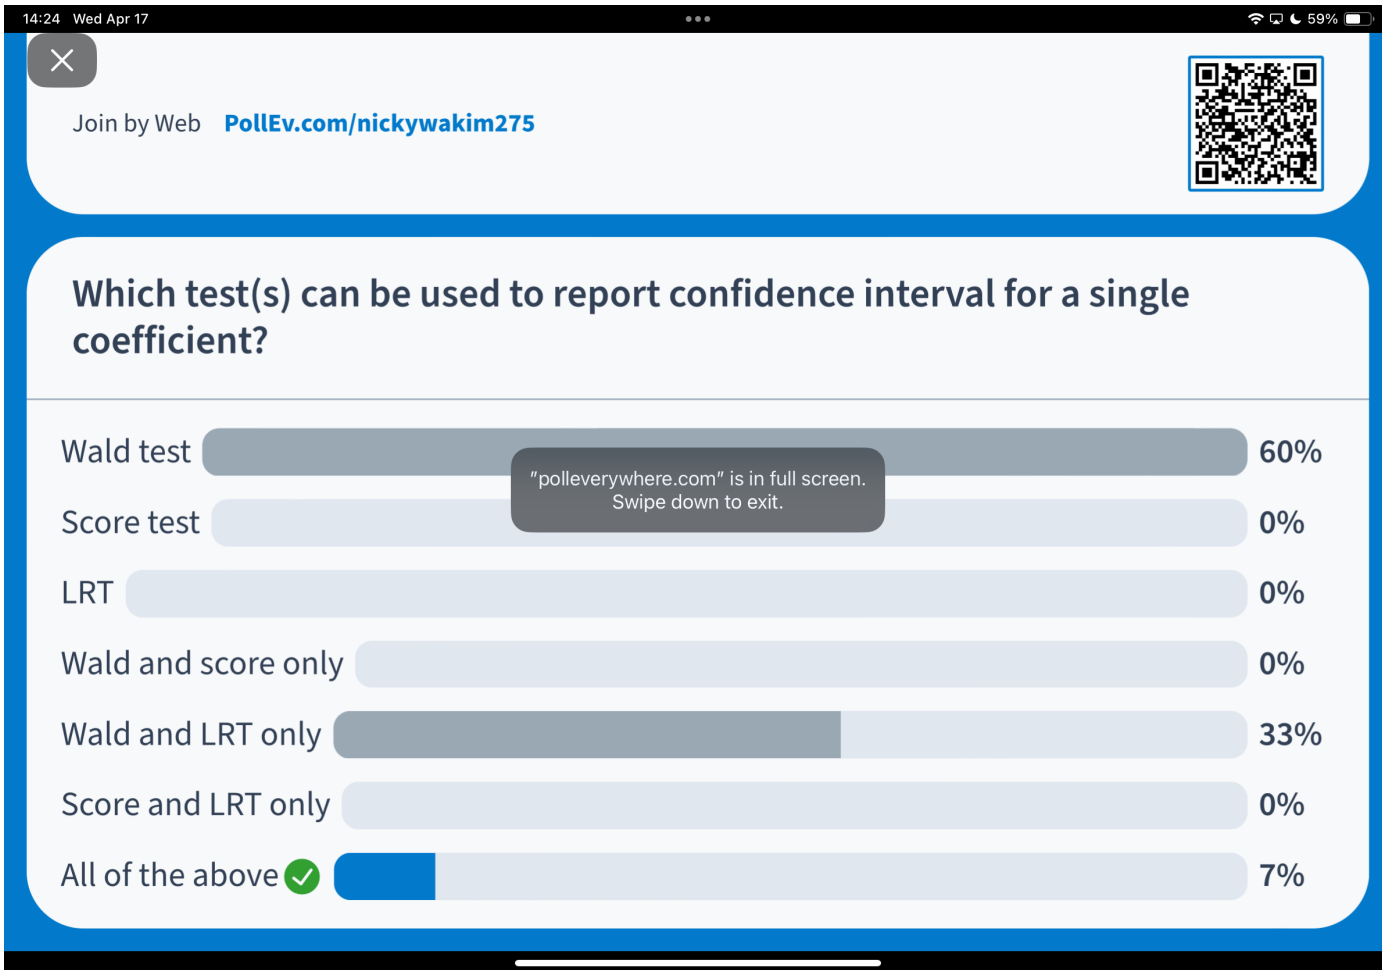 14:24 Wed Apr 17
59%
Join by Web PollEv.com/nickywakim275
Which test(s) can be used to report confidence interval for a single
coefficient?
Wald test 60%
"polleverywhere.com" is in full screen.
Swipe down to exit.
Score test 0%
LRT 0%
Wald and score only 0%
Wald and LRT only 33%
Score and LRT only 0%
All of the above 7%